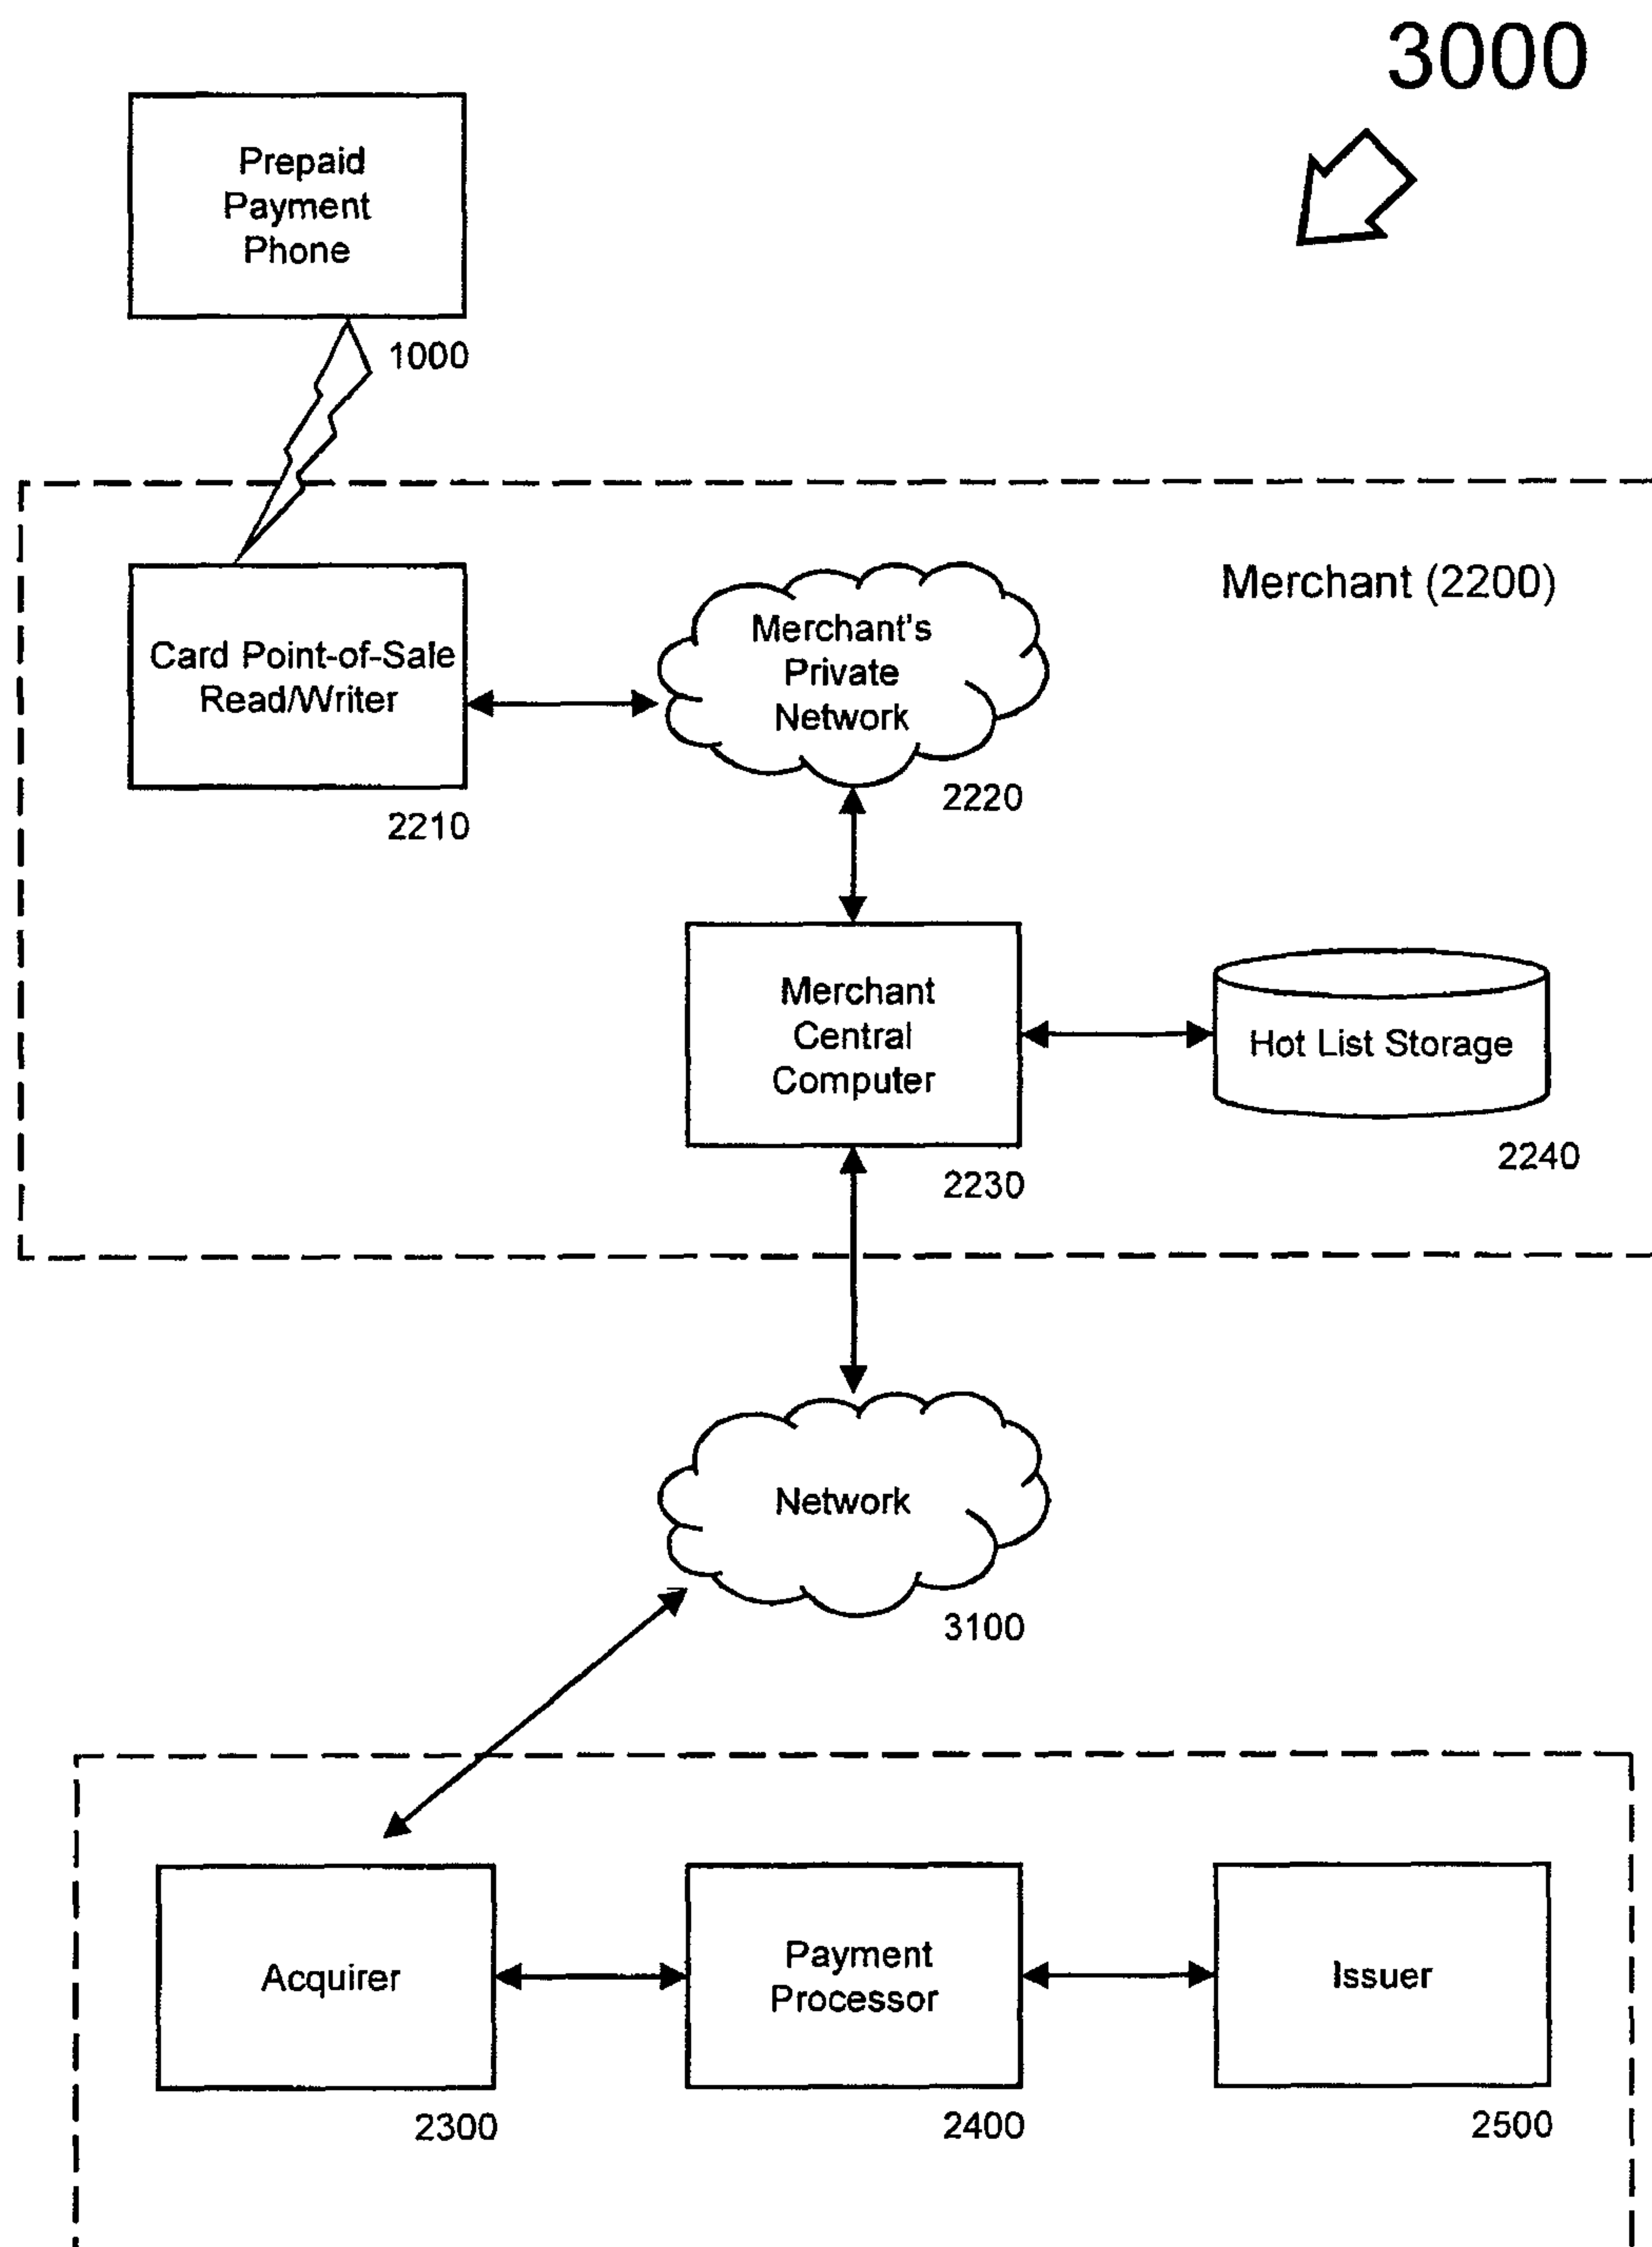 3000
Prepaid
Payment
Phone
1000
Merchant (2200)
Card Point-of-Sale
Read/Writer
2210
Merchant's
Private
Network
2220
Merchant
Central
Computer
2230
Hot List Storage
2240
Network
3100
Acquirer
2300
Payment
Processor
2400
Issuer
2500